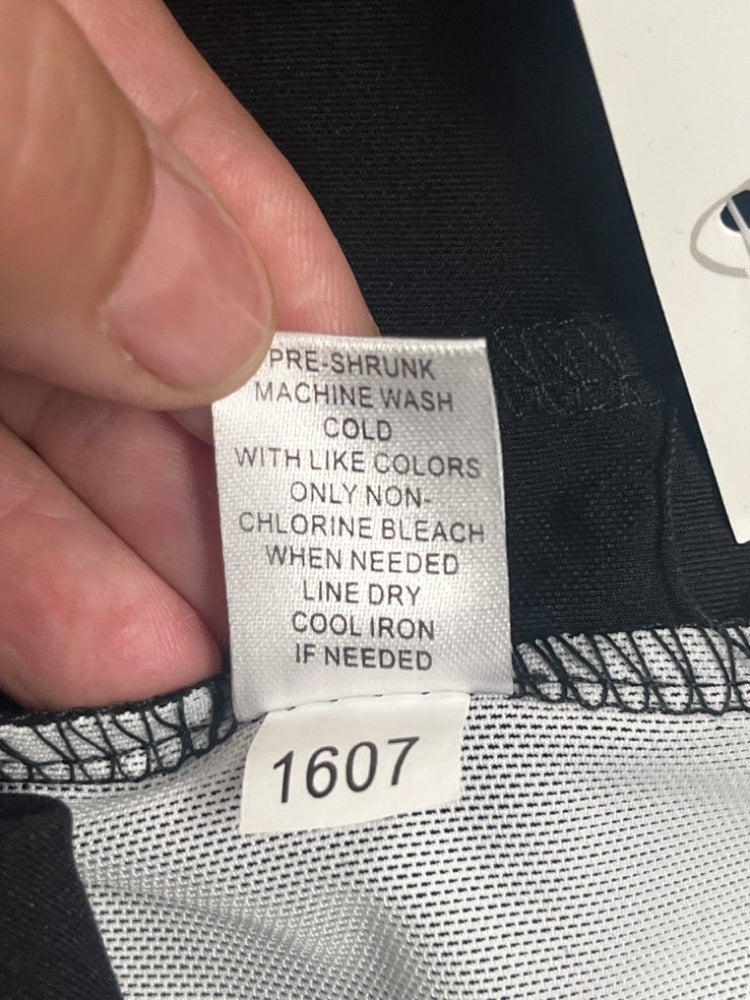 PRE-SHRUNK
MACHINE WASH
COLD
WITH LIKE COLORS
ONLY NON-
CHLORINE BLEACH
WHEN NEEDED
LINE DRY
COOL IRON
IF NEEDED
1607